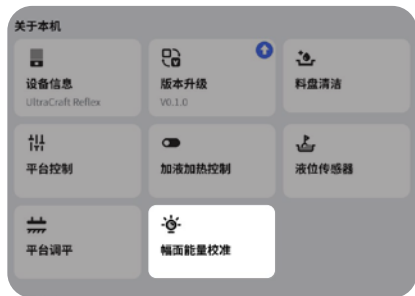 关于本机
设备信息
UltraCraft Reflex
版本升级
V0.1.0
料盘清洁
平台控制
加液加热控制
液位传感器
平台调平
幅面能量校准